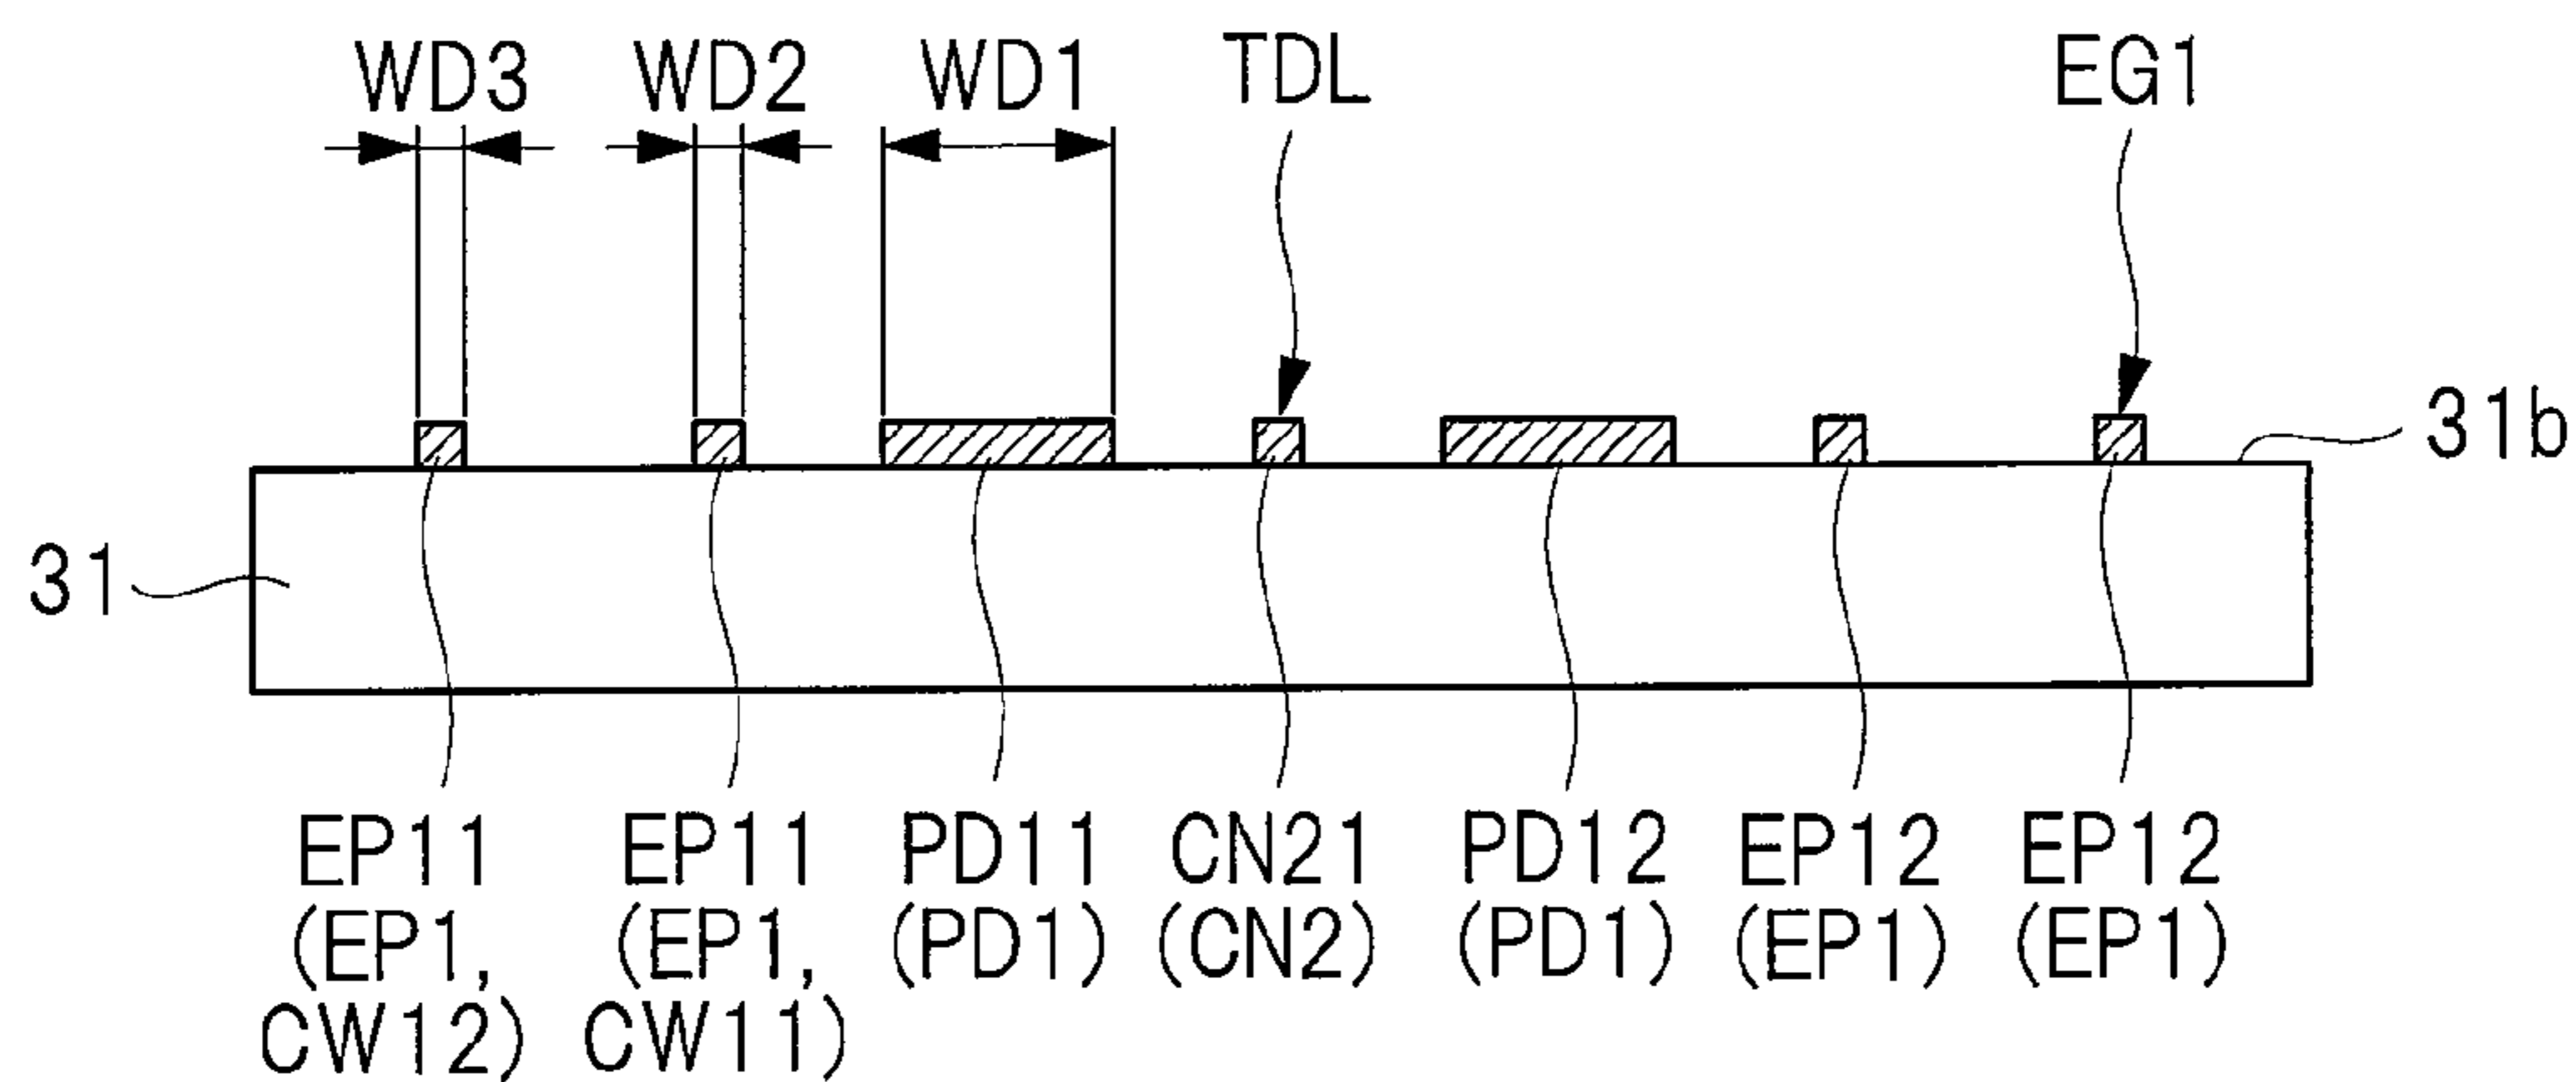 WD3 WD2 WD1 TDL EG1
31b
31
EP11 EP11 PD11 CN21 PD12 EP12 EP12
(EP1, (EP1, (PD1) (CN2) (PD1) (EP1) (EP1)
CW12) CW11)